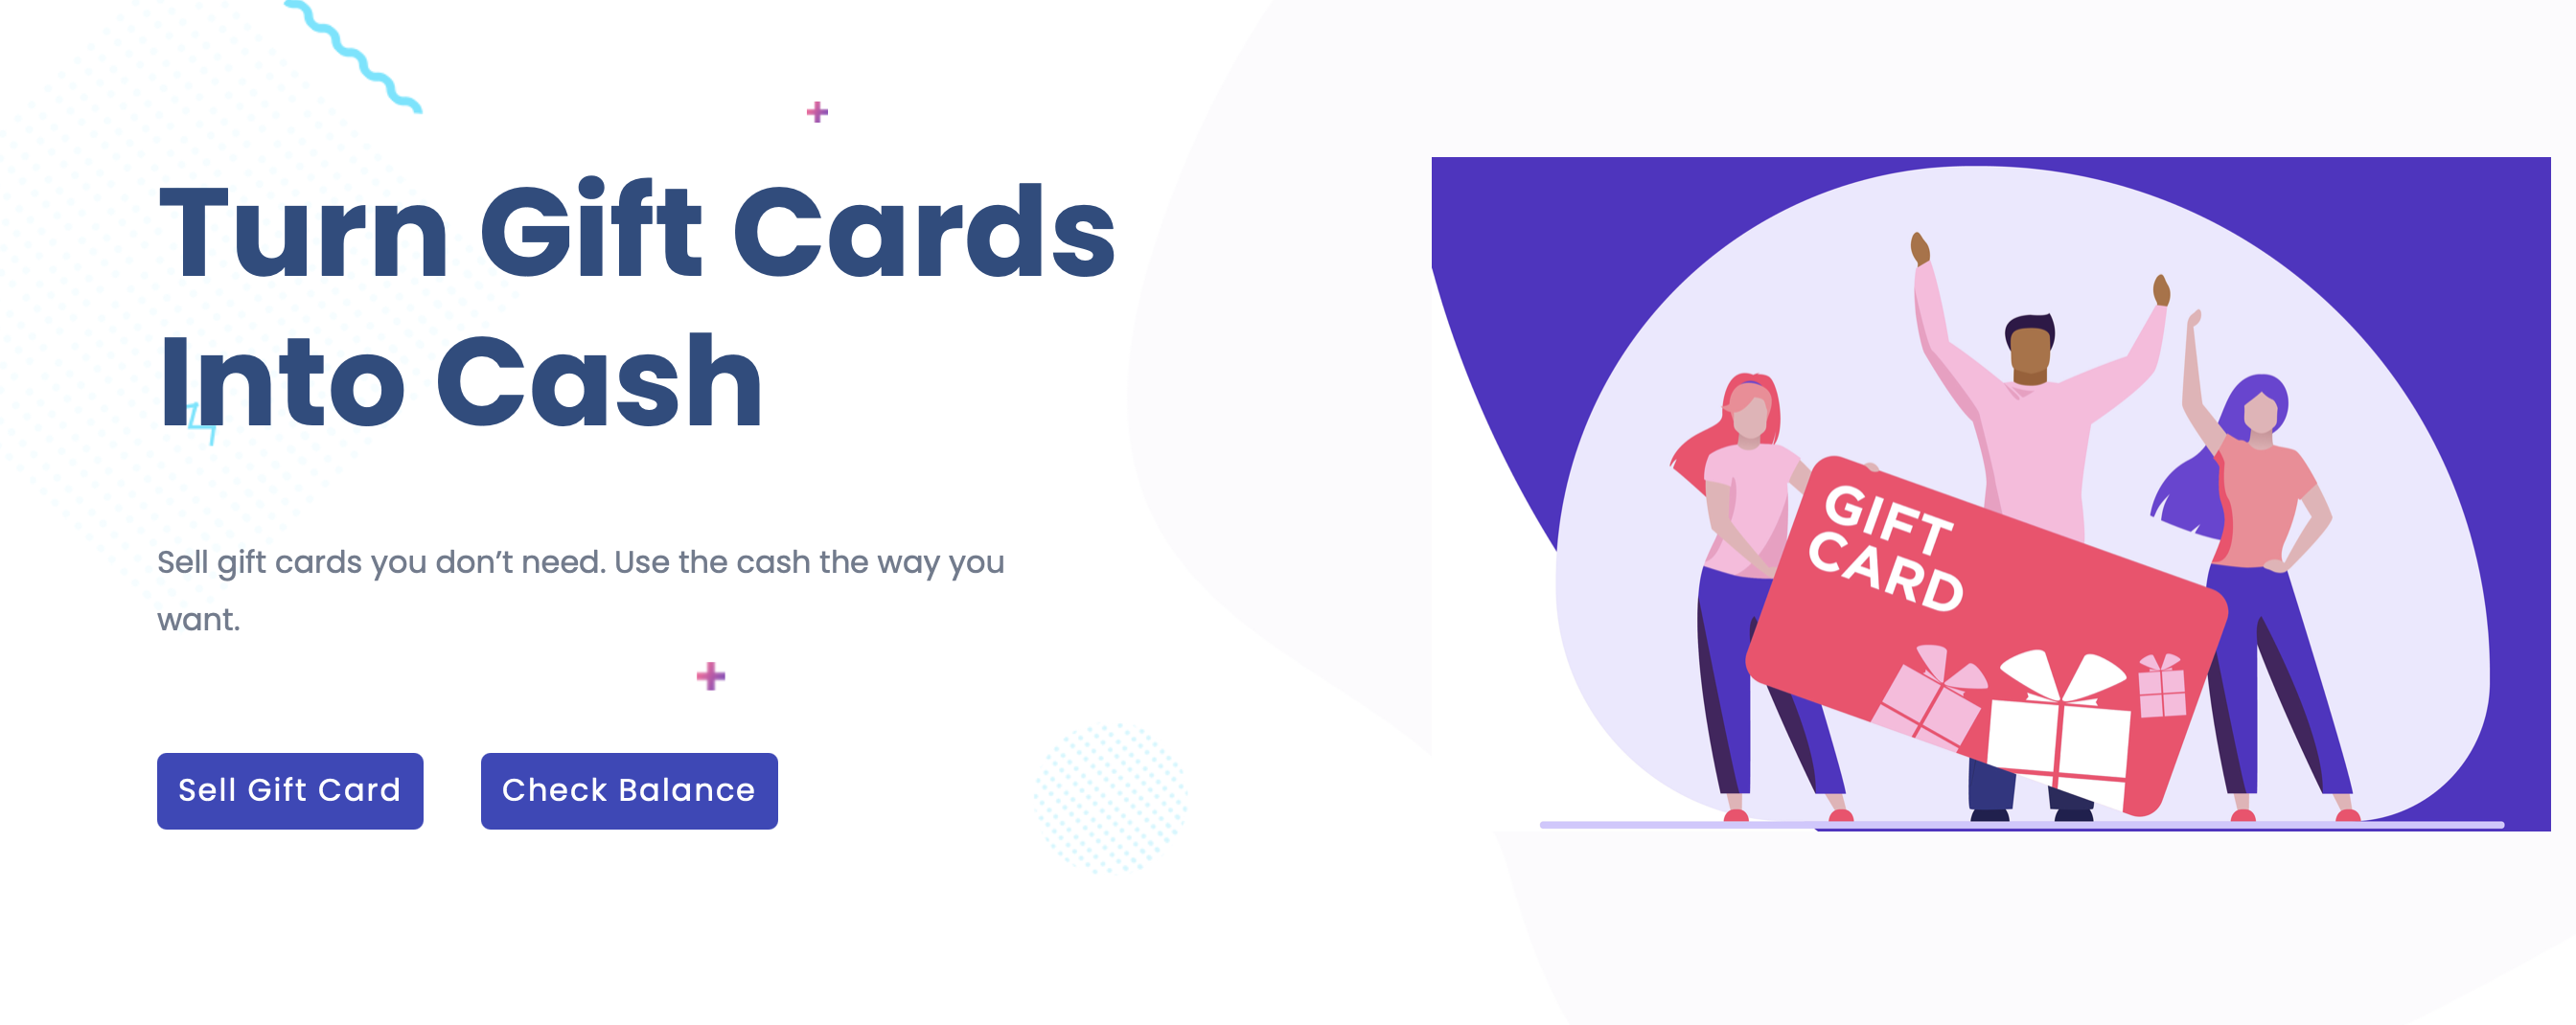 Turn Gift Cards
Into Cash
Sell gift cards you don’t need. Use the cash the way you
want.
Sell Gift Card
Check Balance
GIFT
CARD